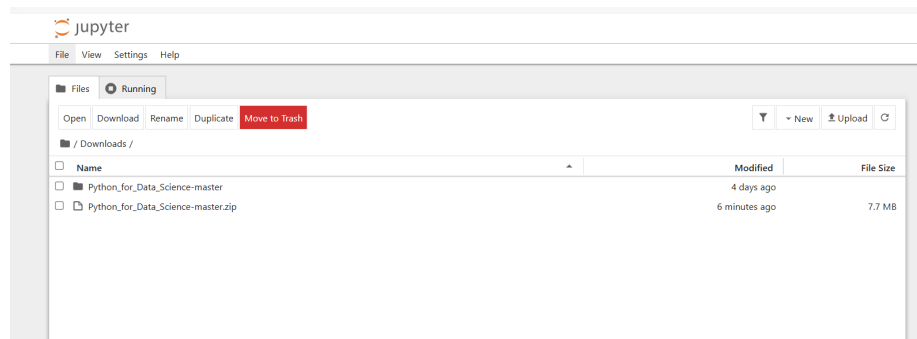 jupyter
File View Settings Help
Files Running
Open Download Rename Duplicate Move to Trash New Upload
/ Downloads /
Name Modified File Size
Python_for_Data_Science-master 4 days ago
Python_for_Data_Science-master.zip 6 minutes ago 7.7 MB